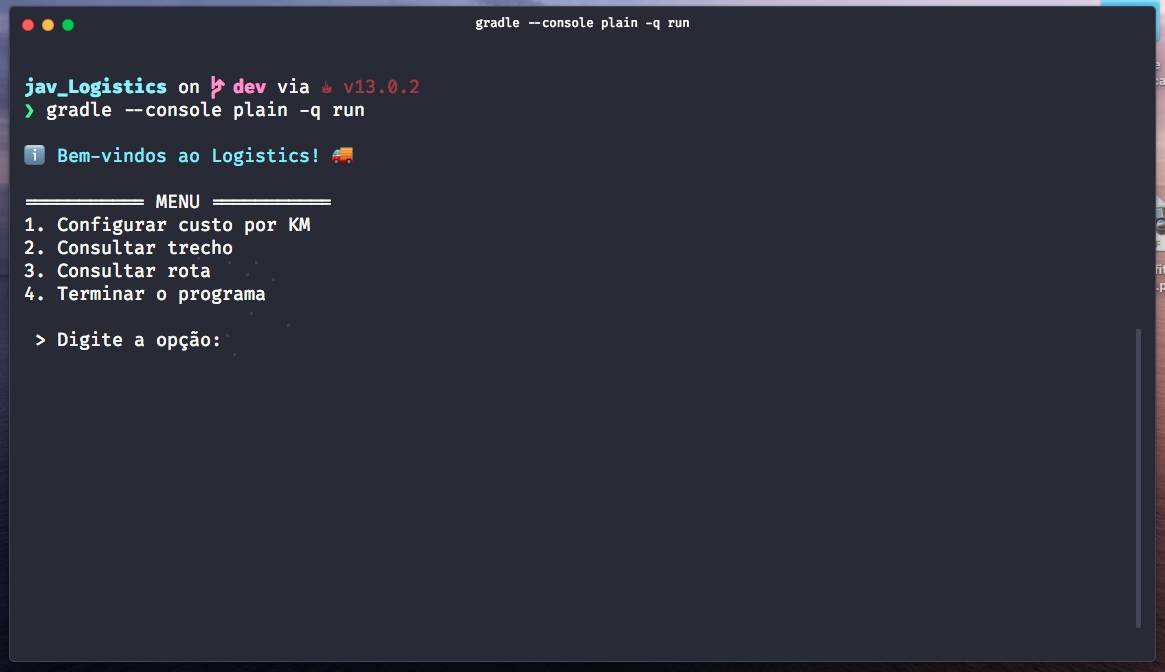 gradle --console plain -q run
jav_Logistics on dev via v13.0.2
❯ gradle --console plain -q run
ℹ️ Bem-vindos ao Logistics! 🚚
=========== MENU ===========
1. Configurar custo por KM
2. Consultar trecho
3. Consultar rota
4. Terminar o programa
> Digite a opção: